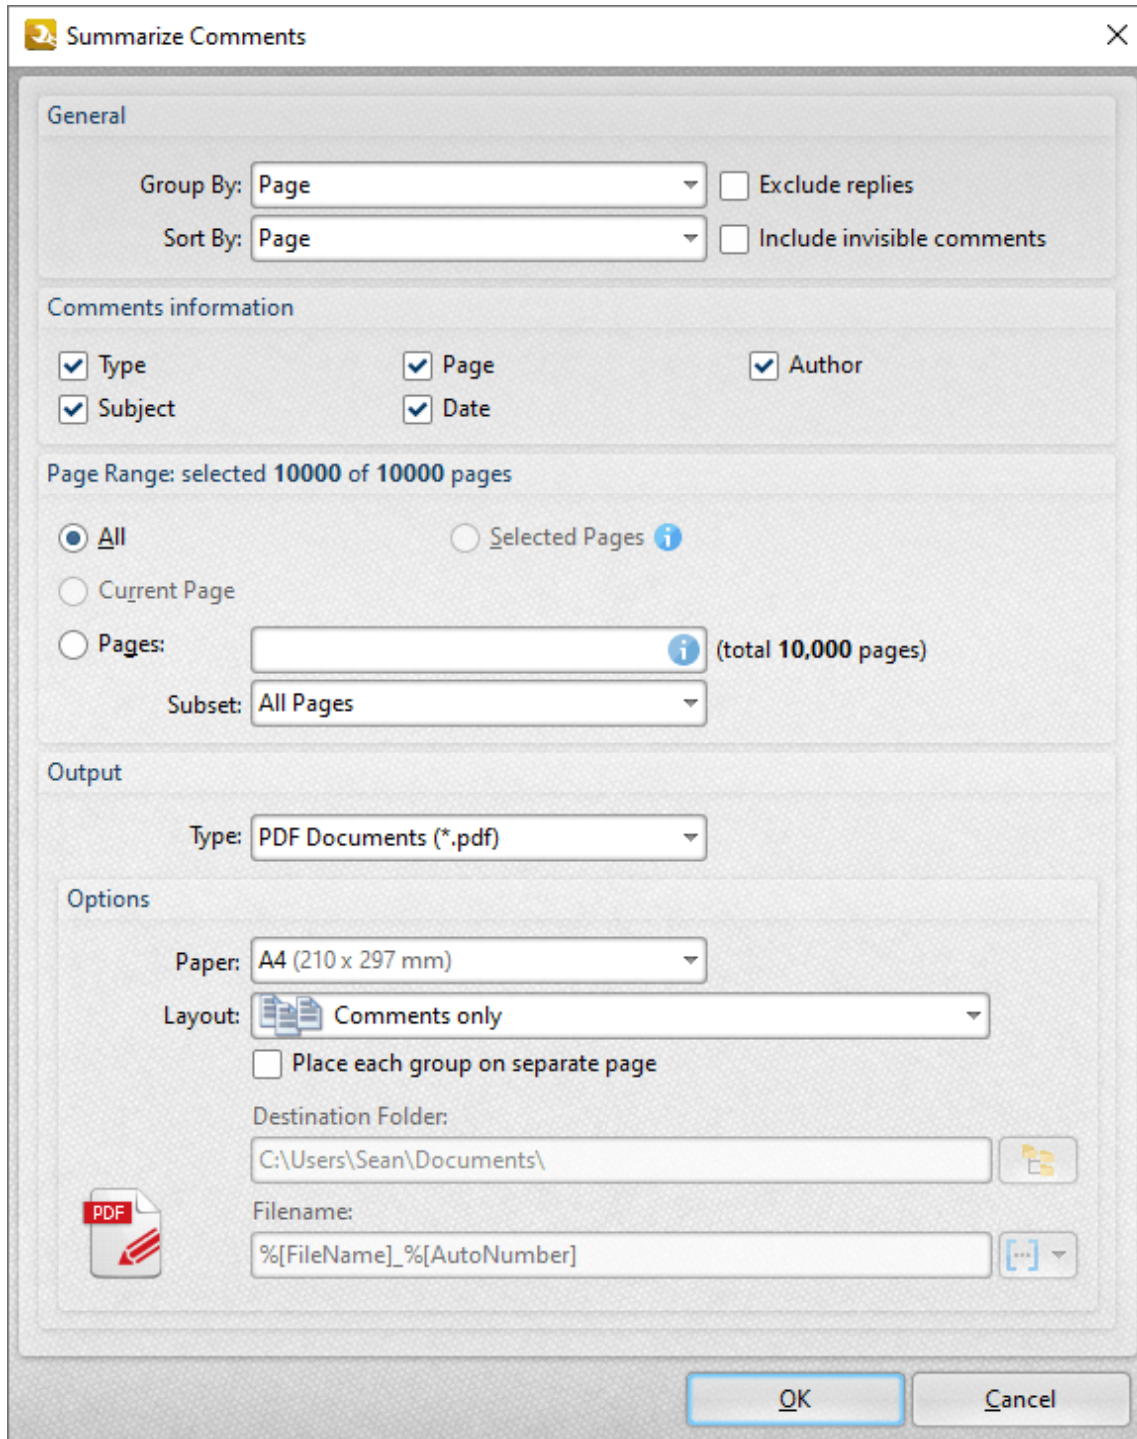 Summarize Comments
General
Group By: Page Exclude replies
Sort By: Page Include invisible comments
Comments information
Type Page Author
Subject Date
Page Range: selected 10000 of 10000 pages
All Selected Pages
Current Page
Pages: (total 10,000 pages)
Subset: All Pages
Output
Type: PDF Documents (*.pdf)
Options
Paper: A4 (210 x 297 mm)
Layout: Comments only
Place each group on separate page
Destination Folder:
C:\Users\Sean\Documents\
PDF
Filename:
%[FileName]_%[AutoNumber]
OK Cancel